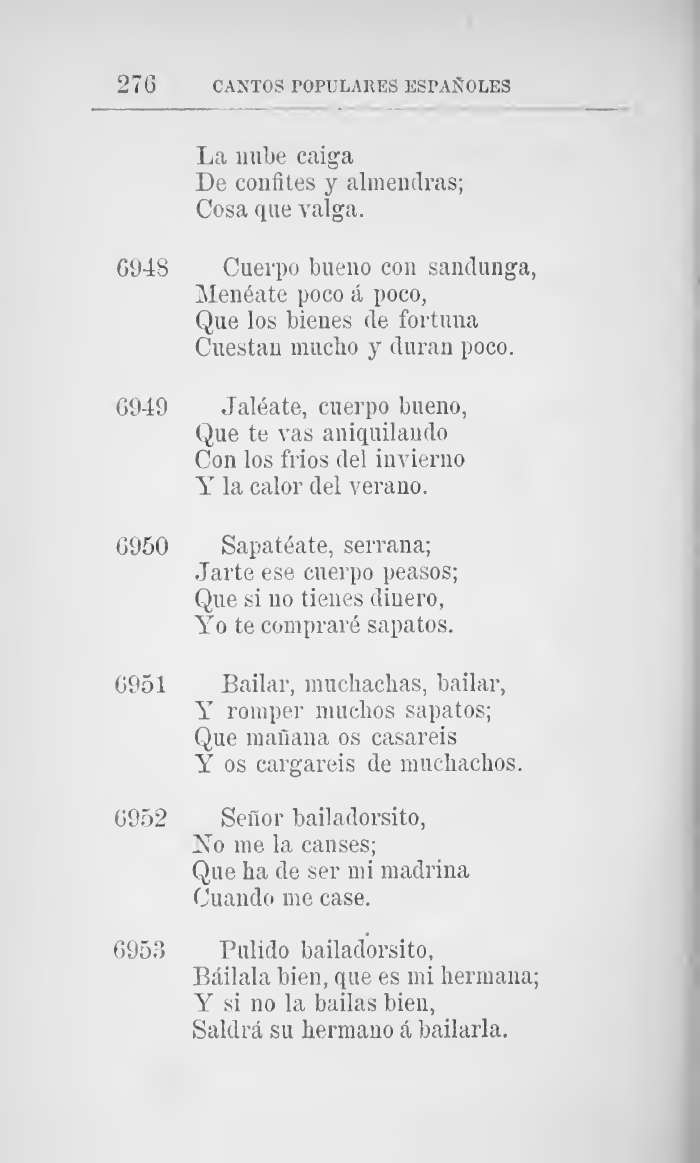 276 CANTOS POPULARES ESPAÑOLES
La nube caiga
De confites y almendras;
Cosa que valga.
6948 Cuerpo bueno con sandunga,
Menéate poco á poco,
Que los bienes de fortuna
Cuestan mucho y duran poco.
6949 Jaléate, cuerpo bueno,
Que te vas aniquilando
Con los frios del invierno
Y la calor del verano.
6950 Sapatéate, serrana;
Jarte ese cuerpo peasos;
Que si no tienes dinero,
Yo te compraré sapatos.
6951 Bailar, muchachas, bailar,
Y romper muchos sapatos;
Que mañana os casareis
Y os cargareis de muchachos.
6952 Señor bailadorsito,
No me la canses;
Que ha de ser mi madrina
Cuando me case.
6953 Pulido bailadorsito,
Báilala bien, que es mi hermana;
Y si no la bailas bien,
Saldrá su hermano á bailarla.